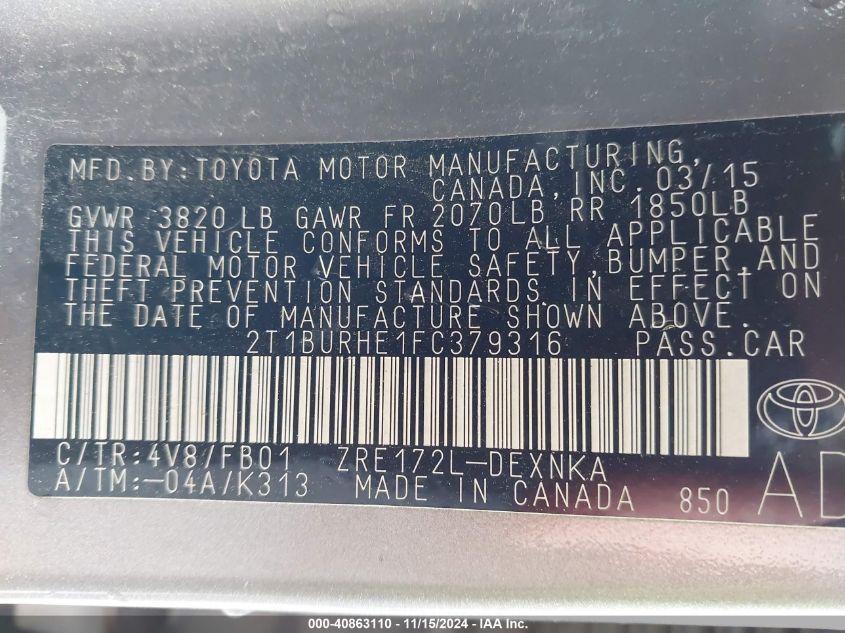 MFD.BY:TOYOTA MOTOR MANUFACTURING,
CANADA,INC. 03/15
GVWR 3820 LB GAWR FR 2070LB RR 1850LB
THIS VEHICLE CONFORMS TO ALL APPLICABLE
FEDERAL MOTOR VEHICLE SAFETY,BUMPER,AND
THEFT PREVENTION STANDARDS IN EFFECT ON
THE DATE OF MANUFACTURE SHOWN ABOVE.
2T1BURHE1FC379316 PASS.CAR
C/TR:4V8/FB01 ZRE172L-DEXNKA
A/TM:-04A/K313 MADE IN CANADA 850 AD
000-40863110 - 11/15/2024 - IAA Inc.